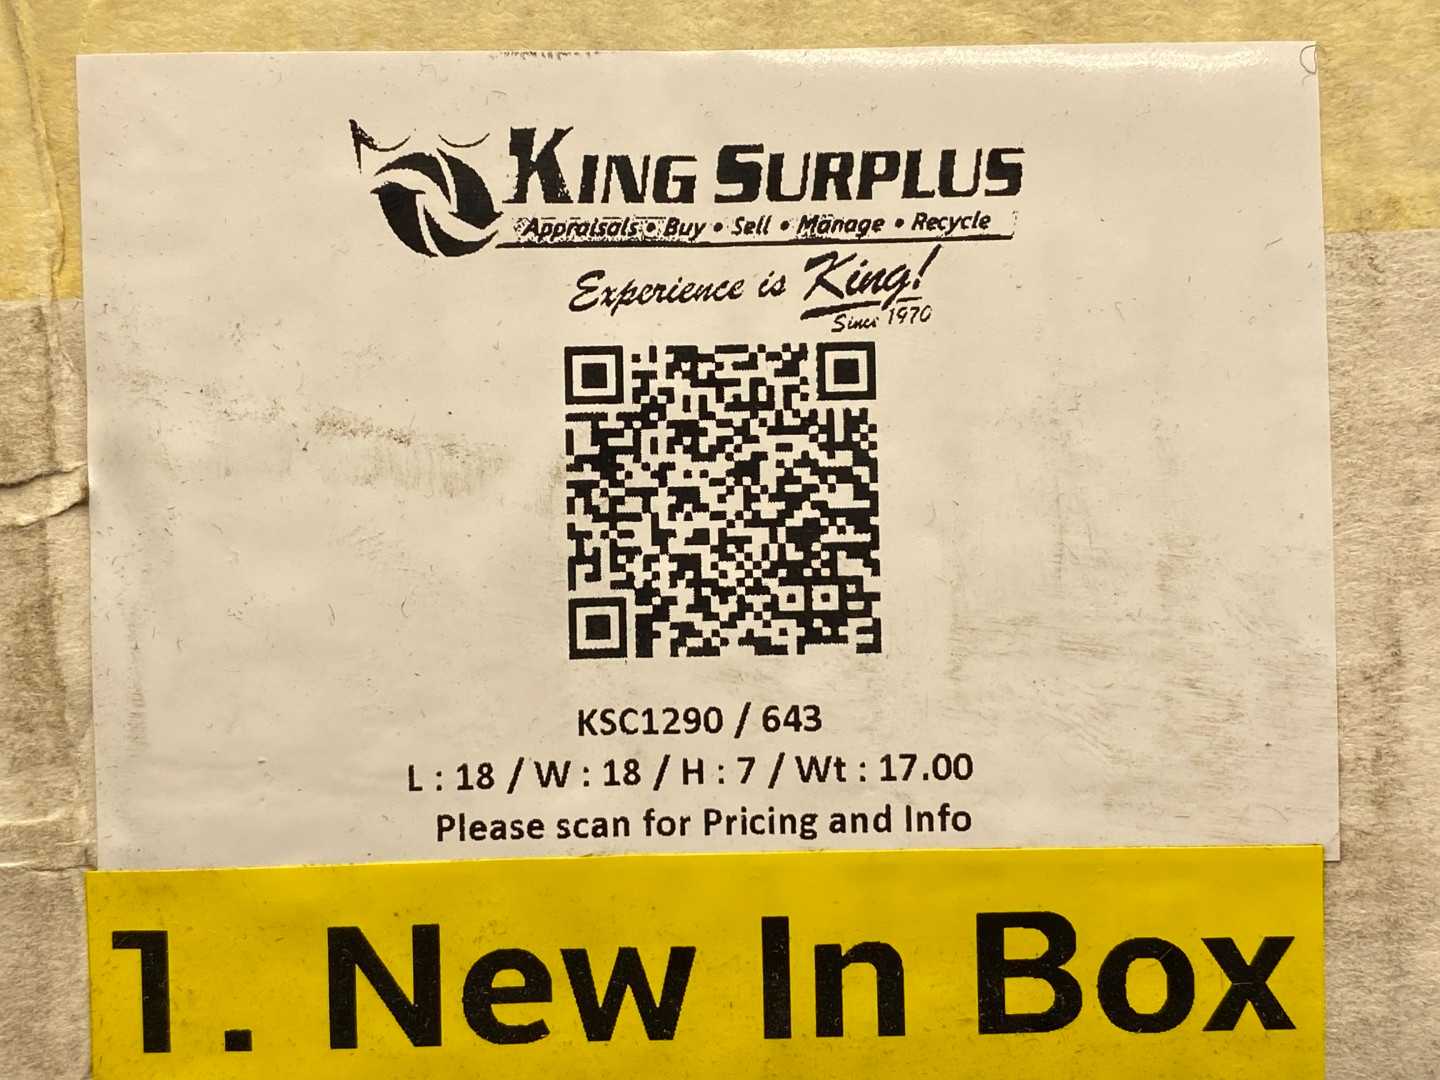 KING SURPLUS
Appraisals • Buy • Sell • Manage • Recycle
Experience is King!
Since 1970
KSC1290 / 643
L : 18 / W : 18 / H : 7 / Wt : 17.00
Please scan for Pricing and Info
1. New In Box